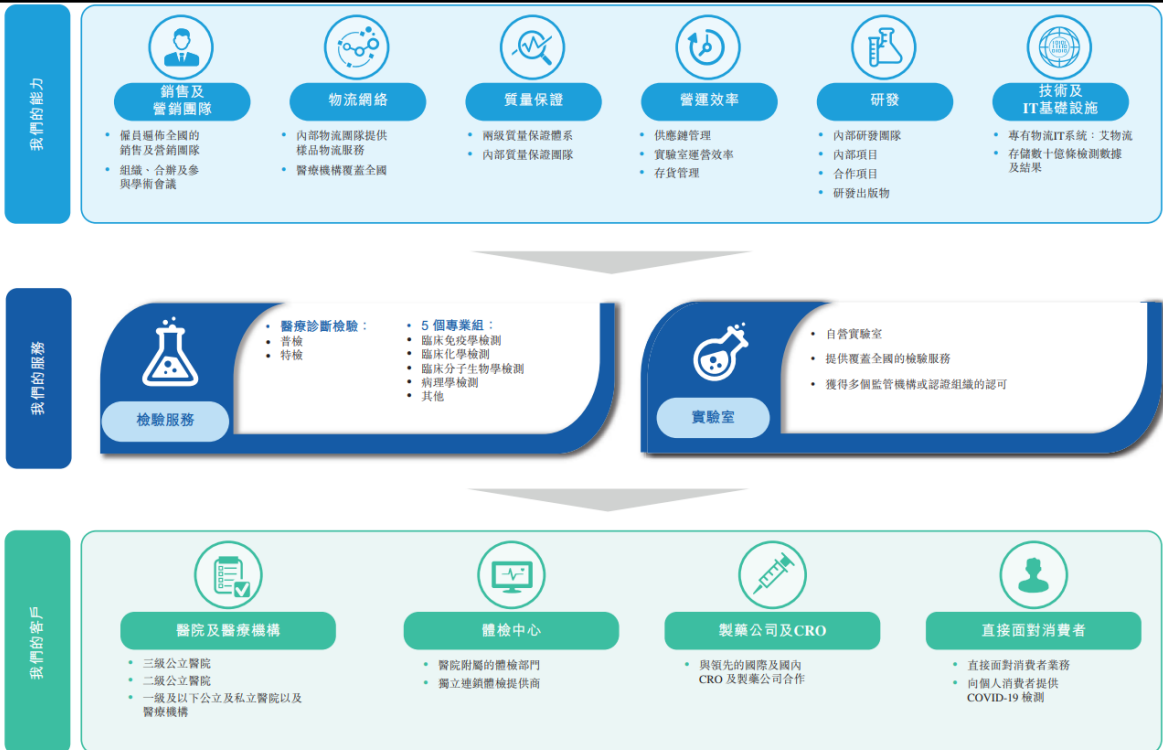 我們的能力
銷售及
營銷團隊
• 僱員遍佈全國的
銷售及營銷團隊
• 組織、合辦及參
與學術會議
物流網絡
• 內部物流團隊提供
樣品物流服務
• 醫療機構覆蓋全國
質量保證
• 兩級質量保證體系
• 內部質量保證團隊
營運效率
• 供應鏈管理
• 實驗室運營效率
• 存貨管理
研發
• 內部研發團隊
• 內部項目
• 合作項目
• 研發出版物
技術及
IT基礎設施
• 專有物流IT系統：艾物流
• 存儲數十億條檢測數據
及結果
我們的服務
檢驗服務
• 醫療診斷檢驗：
• 普檢
• 特檢
• 5 個專業組：
• 臨床免疫學檢測
• 臨床化學檢測
• 臨床分子生物學檢測
• 病理學檢測
• 其他
實驗室
• 自營實驗室
• 提供覆蓋全國的檢驗服務
• 獲得多個監管機構或認證組織的認可
我們的客戶
醫院及醫療機構
• 三級公立醫院
• 二級公立醫院
• 一級及以下公立及私立醫院以及
醫療機構
體檢中心
• 醫院附屬的體檢部門
• 獨立連鎖體檢提供商
製藥公司及CRO
• 與領先的國際及國內
CRO 及製藥公司合作
直接面對消費者
• 直接面對消費者業務
• 向個人消費者提供
COVID-19 檢測